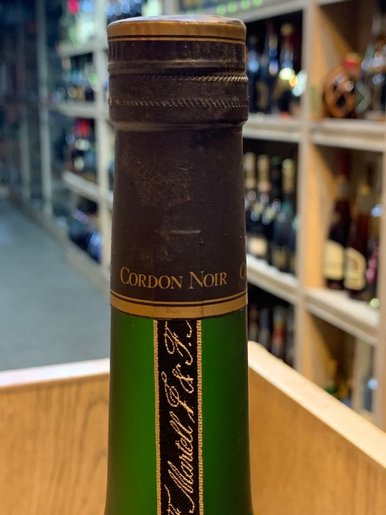 CORDON NOIR
Martell J. & F.